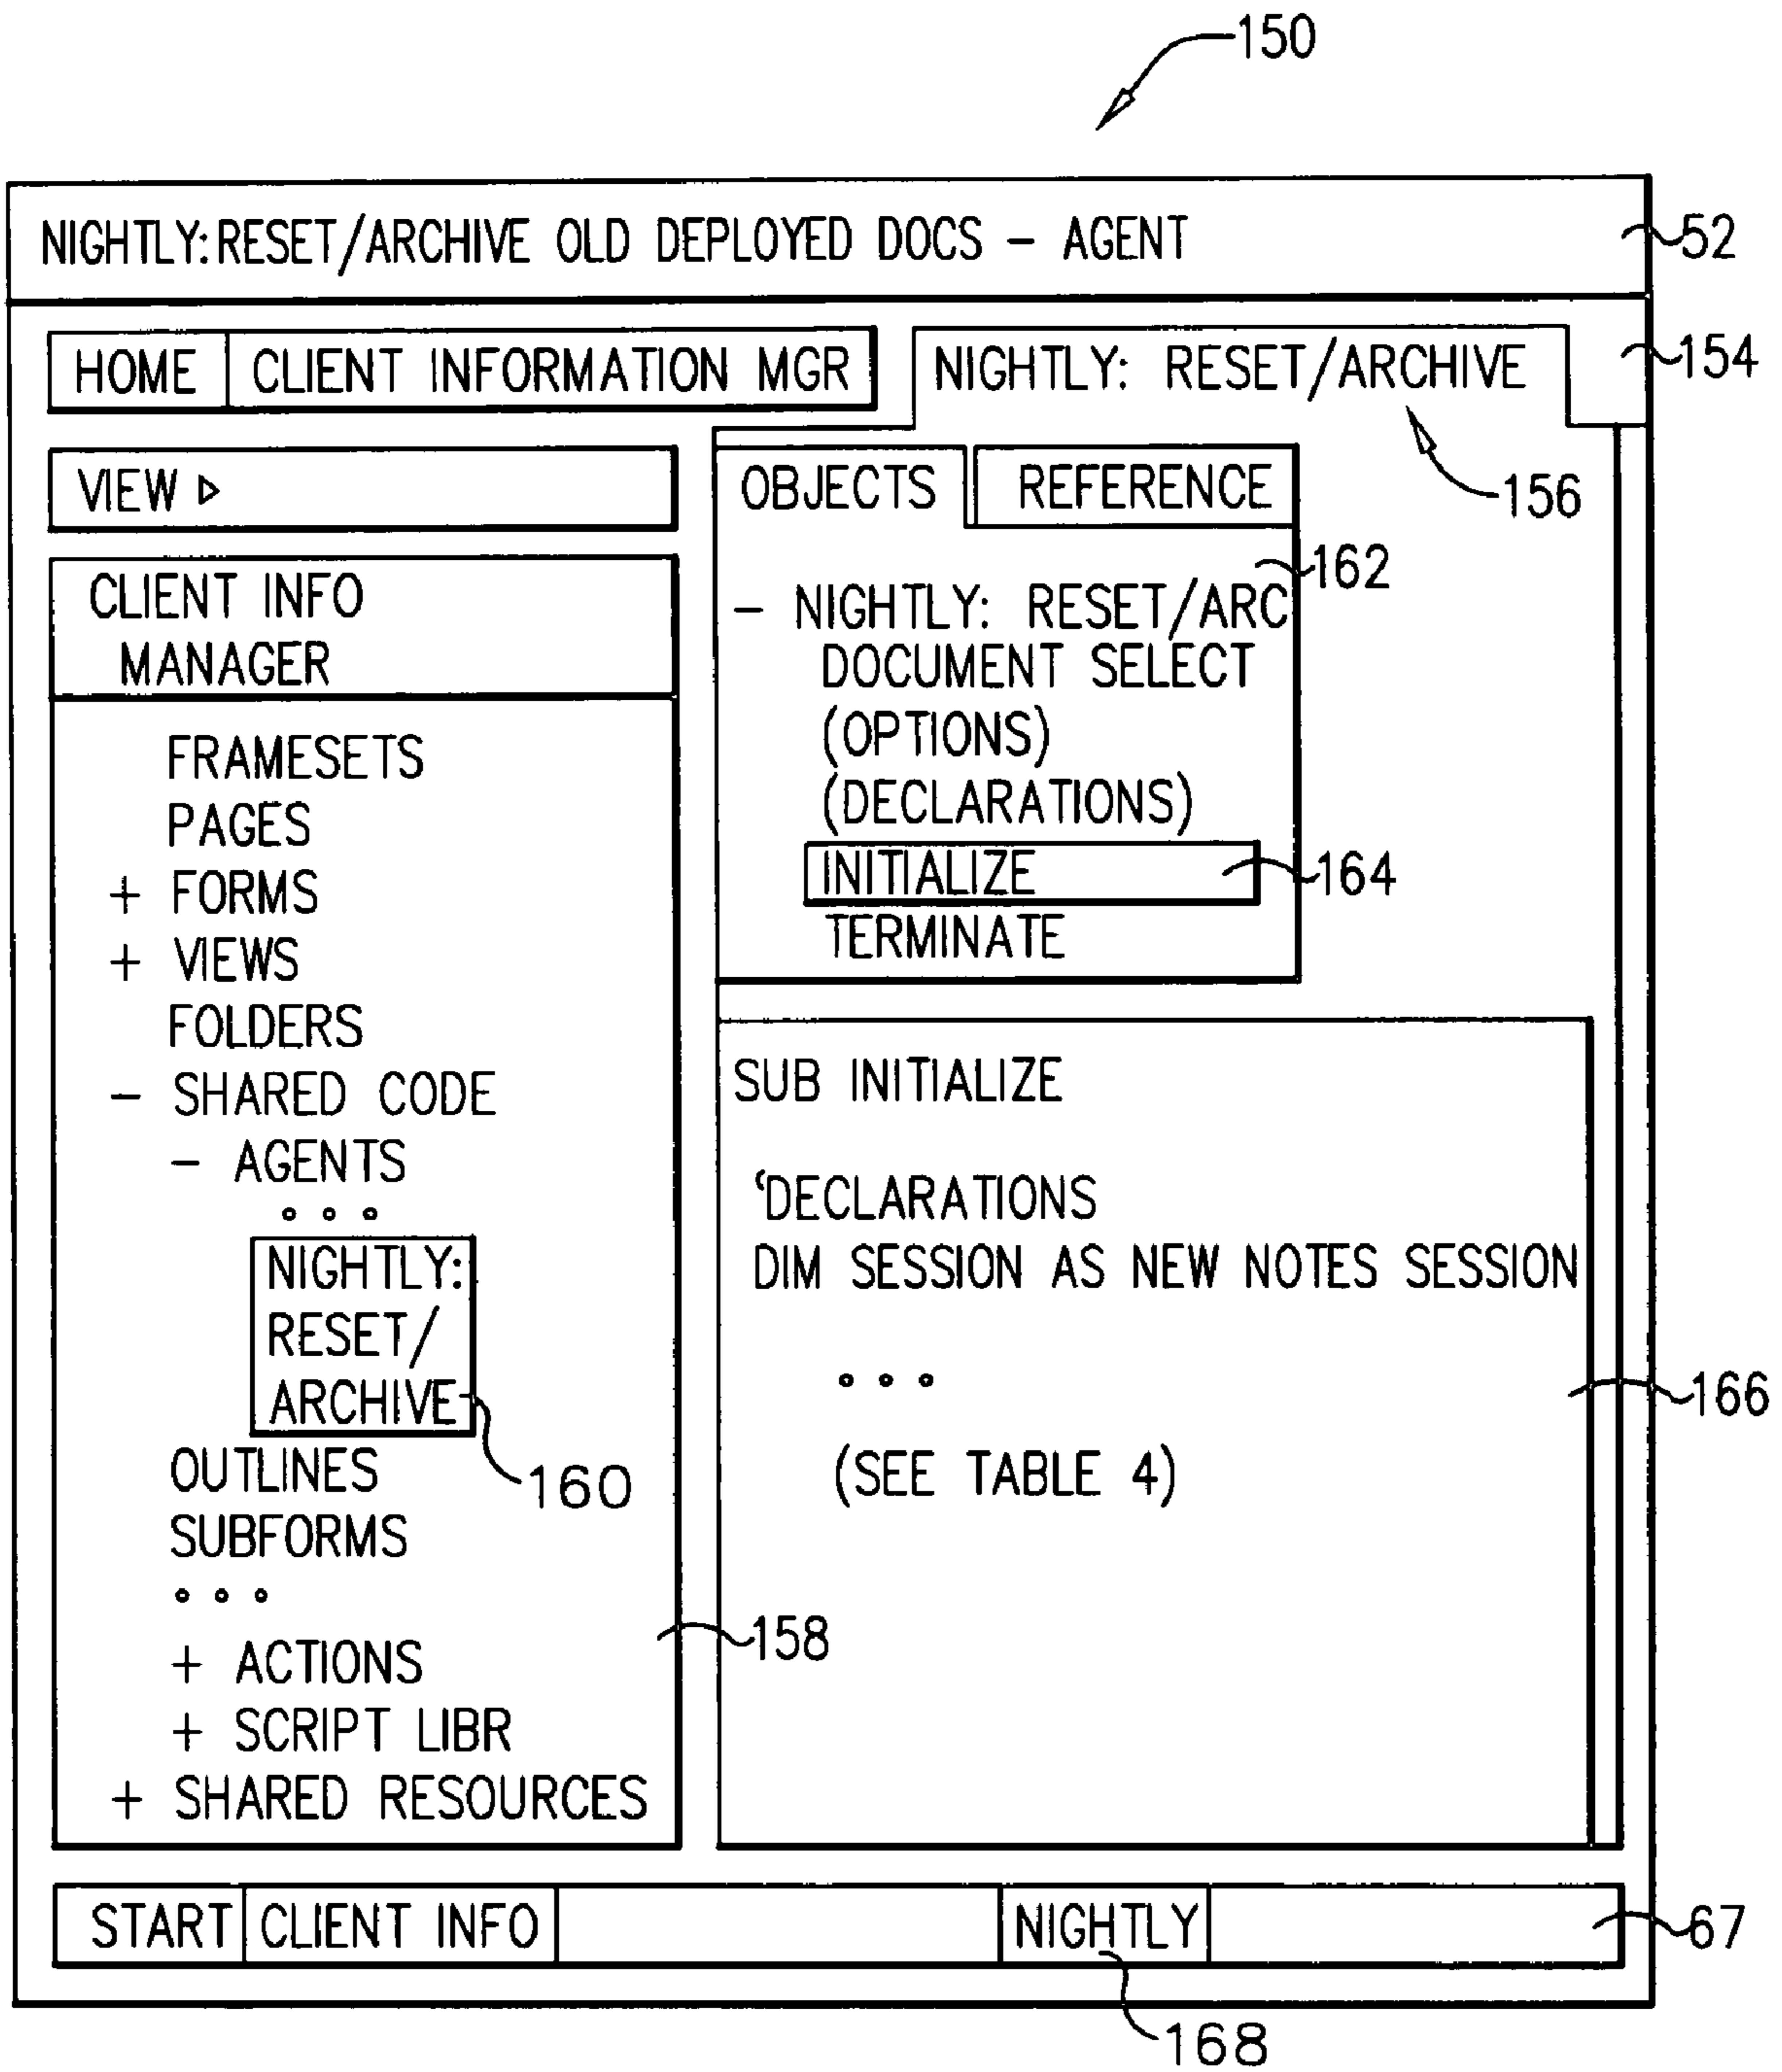 150
NIGHTLY:RESET/ARCHIVE OLD DEPLOYED DOCS - AGENT
52
HOME CLIENT INFORMATION MGR NIGHTLY: RESET/ARCHIVE
154
156
VIEW ▷
CLIENT INFO
MANAGER
FRAMESETS
PAGES
+ FORMS
+ VIEWS
FOLDERS
- SHARED CODE
- AGENTS
∘ ∘ ∘
NIGHTLY:
RESET/
ARCHIVE
160
OUTLINES
SUBFORMS
∘ ∘ ∘
+ ACTIONS
+ SCRIPT LIBR
+ SHARED RESOURCES
158
OBJECTS REFERENCE
162
- NIGHTLY: RESET/ARC
DOCUMENT SELECT
(OPTIONS)
(DECLARATIONS)
INITIALIZE
164
TERMINATE
SUB INITIALIZE
‘DECLARATIONS
DIM SESSION AS NEW NOTES SESSION
∘ ∘ ∘
(SEE TABLE 4)
166
START CLIENT INFO NIGHTLY
67
168